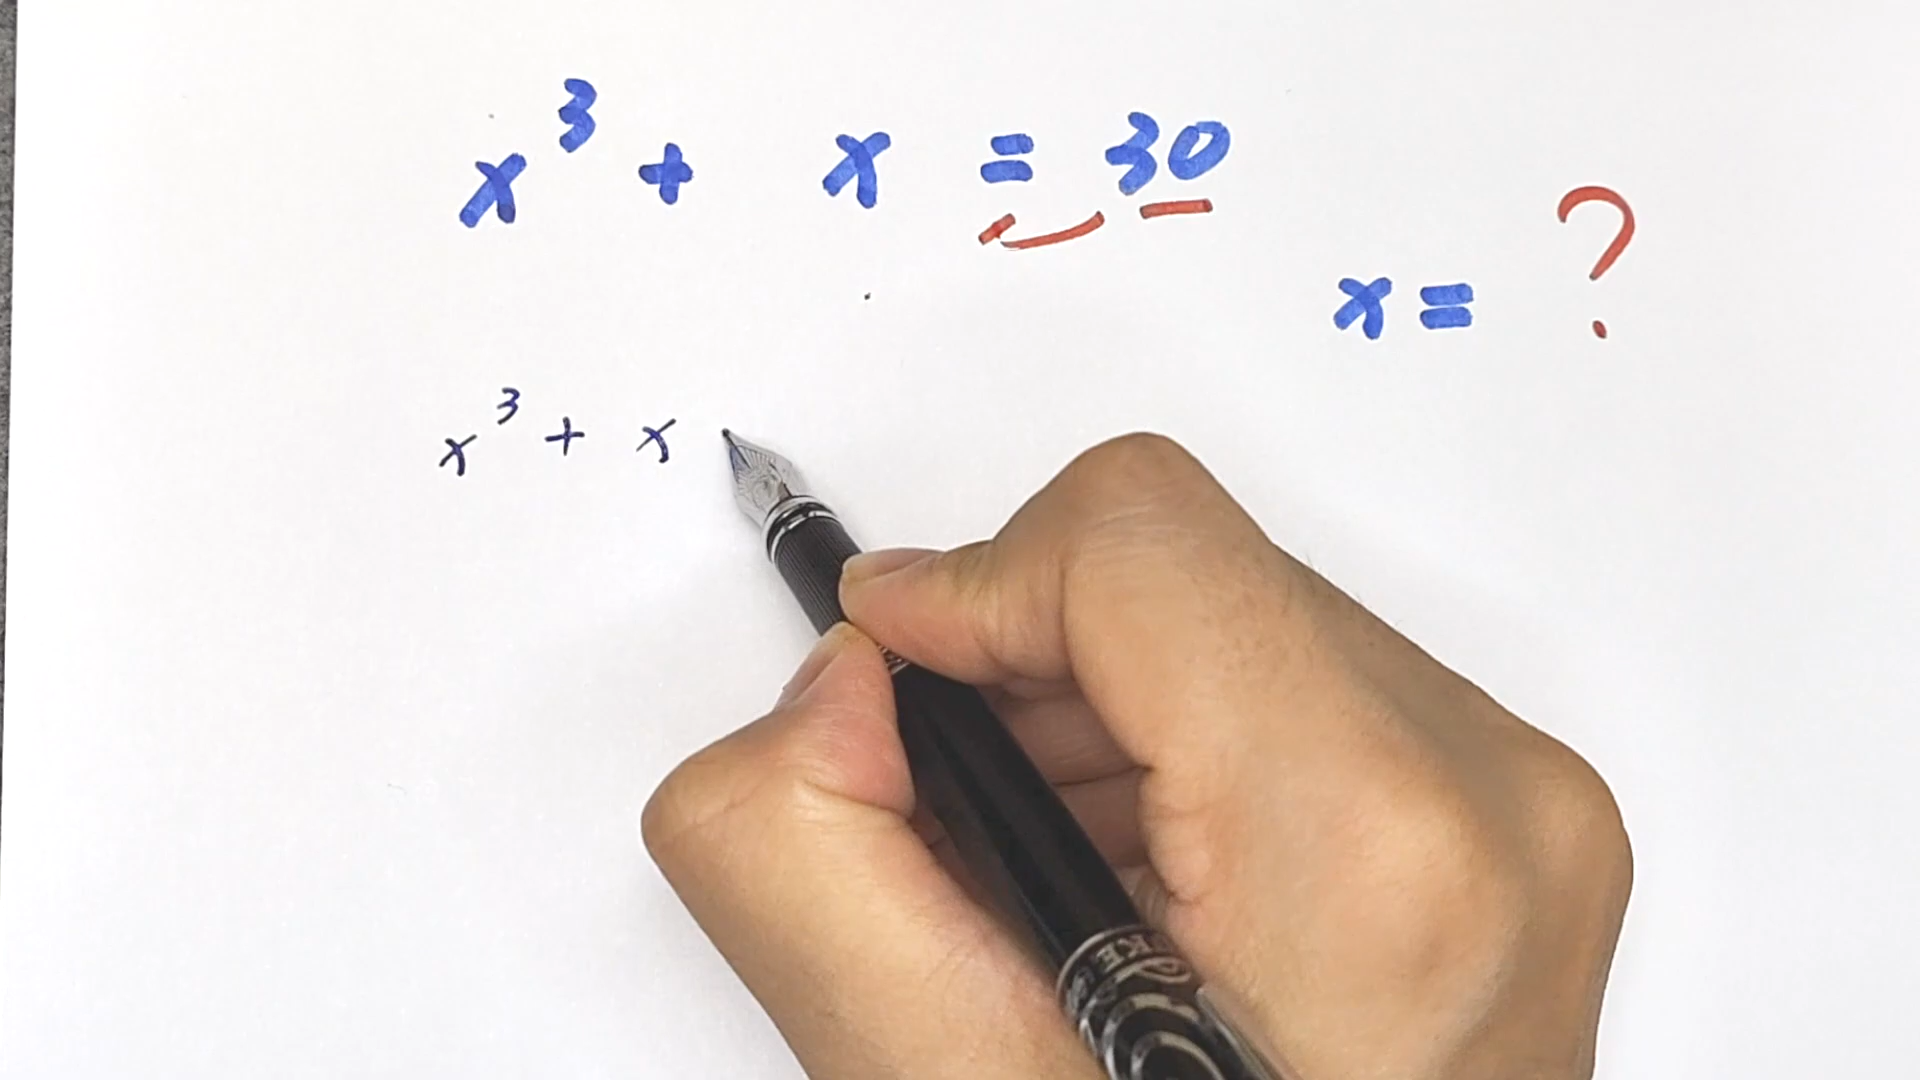 x³ + x = 30
x = ?
x³ + x